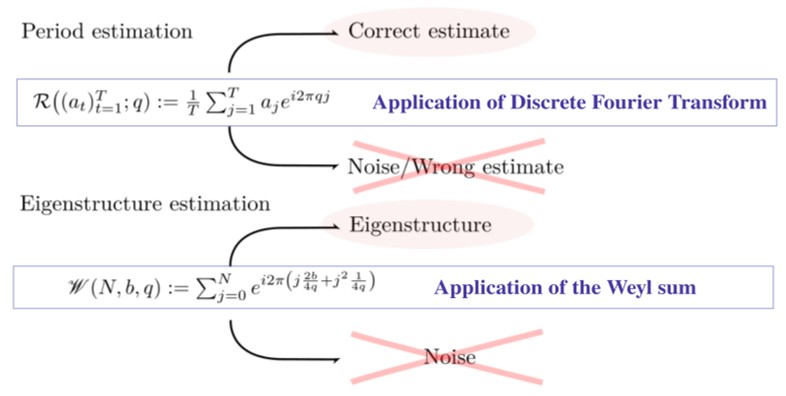 Period estimation
Correct estimate
$\mathcal{R}\left((a_t)_{t=1}^{T}; q\right) := \frac{1}{T} \sum_{j=1}^{T} a_j e^{i2\pi qj}$ Application of Discrete Fourier Transform
Noise/Wrong estimate
Eigenstructure estimation
Eigenstructure
$\mathscr{W}(N, b, q) := \sum_{j=0}^{N} e^{i2\pi\left(j\frac{2b}{4q}+j^2\frac{1}{4q}\right)}$ Application of the Weyl sum
Noise